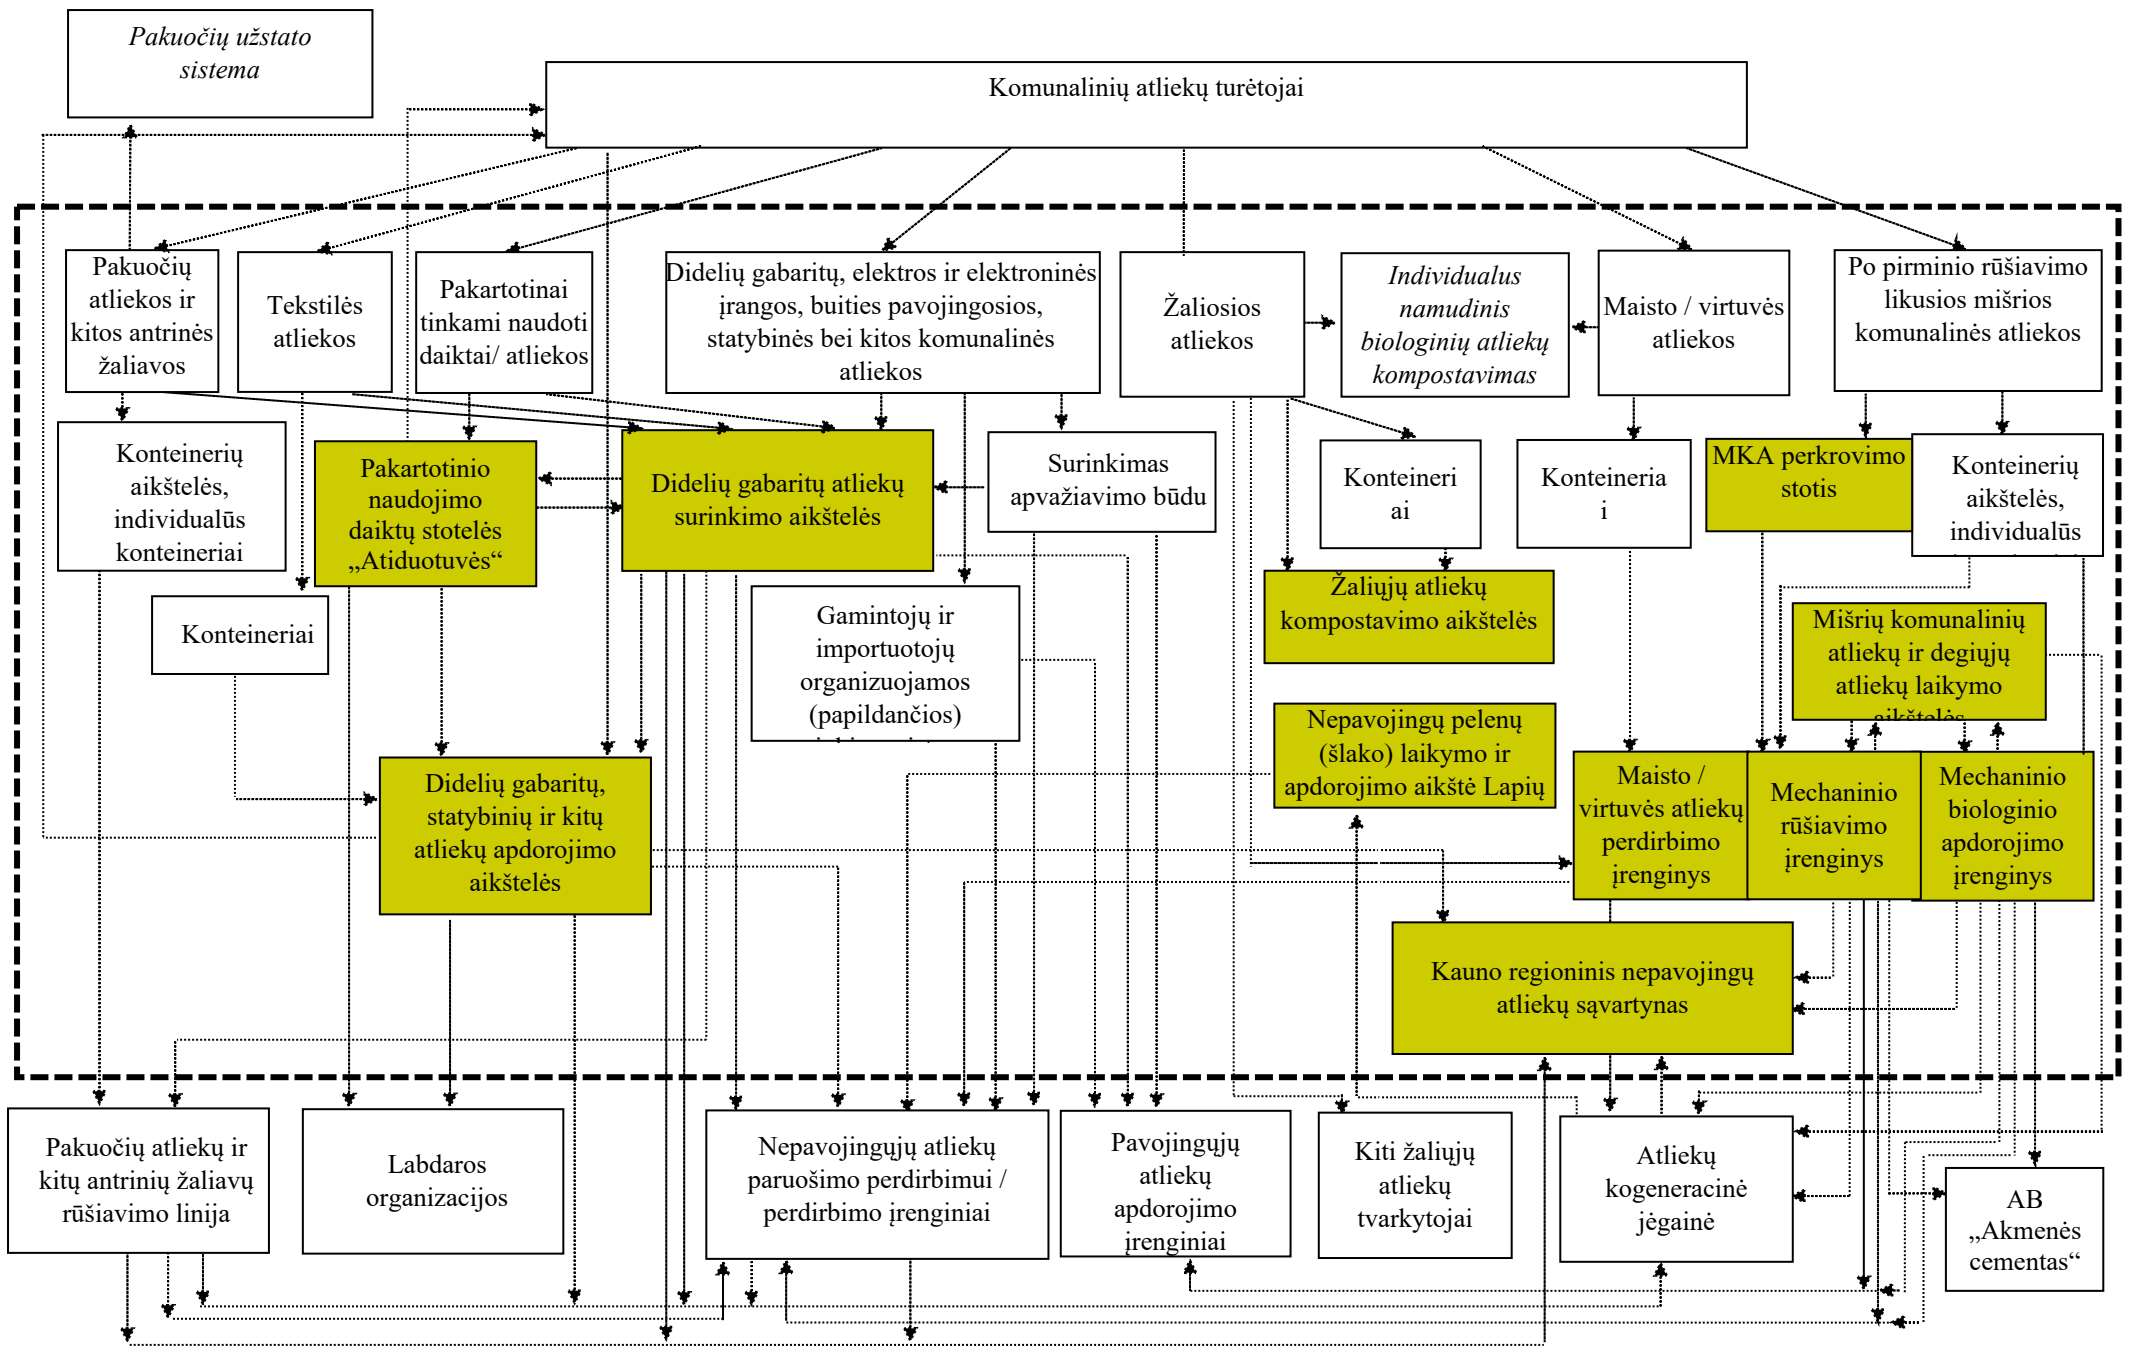 Pakuočių užstato
sistema
Komunalinių atliekų turėtojai
Pakuočių
atliekos ir
kitos antrinės
žaliavos
Tekstilės
atliekos
Pakartotinai
tinkami naudoti
daiktai/ atliekos
Didelių gabaritų, elektros ir elektroninės
įrangos, buities pavojingosios,
statybinės bei kitos komunalinės
atliekos
Žaliosios
atliekos
Individualus
namudinis
biologinių atliekų
kompostavimas
Maisto / virtuvės
atliekos
Po pirminio rūšiavimo
likusios mišrios
komunalinės atliekos
Konteinerių
aikštelės,
individualūs
konteineriai
Pakartotinio
naudojimo
daiktų stotelės
„Atiduotuvės“
Didelių gabaritų atliekų
surinkimo aikštelės
Surinkimas
apvažiavimo būdu
Konteineri
ai
Konteineria
i
MKA perkrovimo
stotis
Konteinerių
aikštelės,
individualūs
Konteineriai
Gamintojų ir
importuotojų
organizuojamos
(papildančios)
Žaliųjų atliekų
kompostavimo aikštelės
Mišrių komunalinių
atliekų ir degiųjų
atliekų laikymo
aikštelės
Nepavojingų pelenų
(šlako) laikymo ir
apdorojimo aikštė Lapių
Didelių gabaritų,
statybinių ir kitų
atliekų apdorojimo
aikštelės
Maisto /
virtuvės atliekų
perdirbimo
įrenginys
Mechaninio
rūšiavimo
įrenginys
Mechaninio
biologinio
apdorojimo
įrenginys
Kauno regioninis nepavojingų
atliekų sąvartynas
Pakuočių atliekų ir
kitų antrinių žaliavų
rūšiavimo linija
Labdaros
organizacijos
Nepavojingųjų atliekų
paruošimo perdirbimui /
perdirbimo įrenginiai
Pavojingųjų
atliekų
apdorojimo
įrenginiai
Kiti žaliųjų
atliekų
tvarkytojai
Atliekų
kogeneracinė
jėgainė
AB
„Akmenės
cementas“